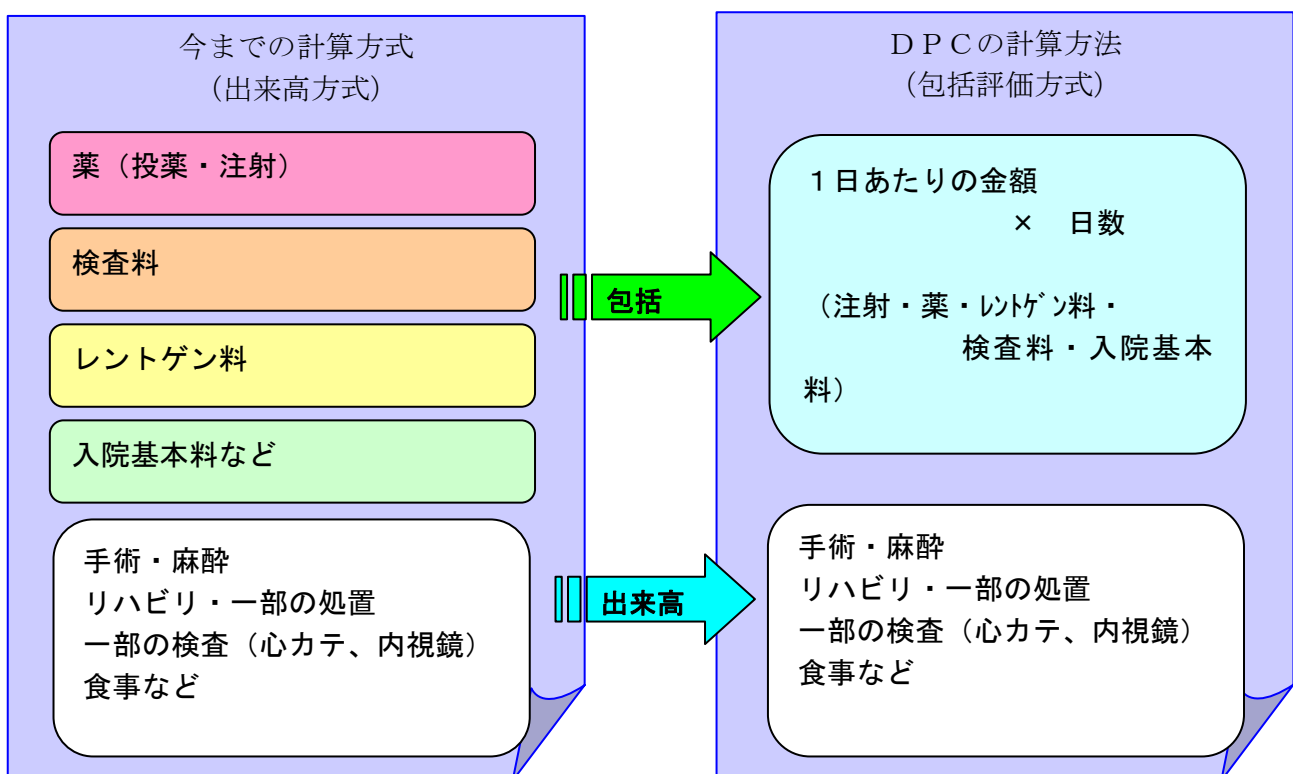 今までの計算方式
（出来高方式）
薬（投薬・注射）
検査料
レントゲン料
入院基本料など
手術・麻酔
リハビリ・一部の処置
一部の検査（心カテ、内視鏡）
食事など
包括
出来高
ＤＰＣの計算方法
（包括評価方式）
１日あたりの金額
×　日数
（注射・薬・ﾚﾝﾄｹﾞﾝ料・
検査料・入院基本
料）
手術・麻酔
リハビリ・一部の処置
一部の検査（心カテ、内視鏡）
食事など